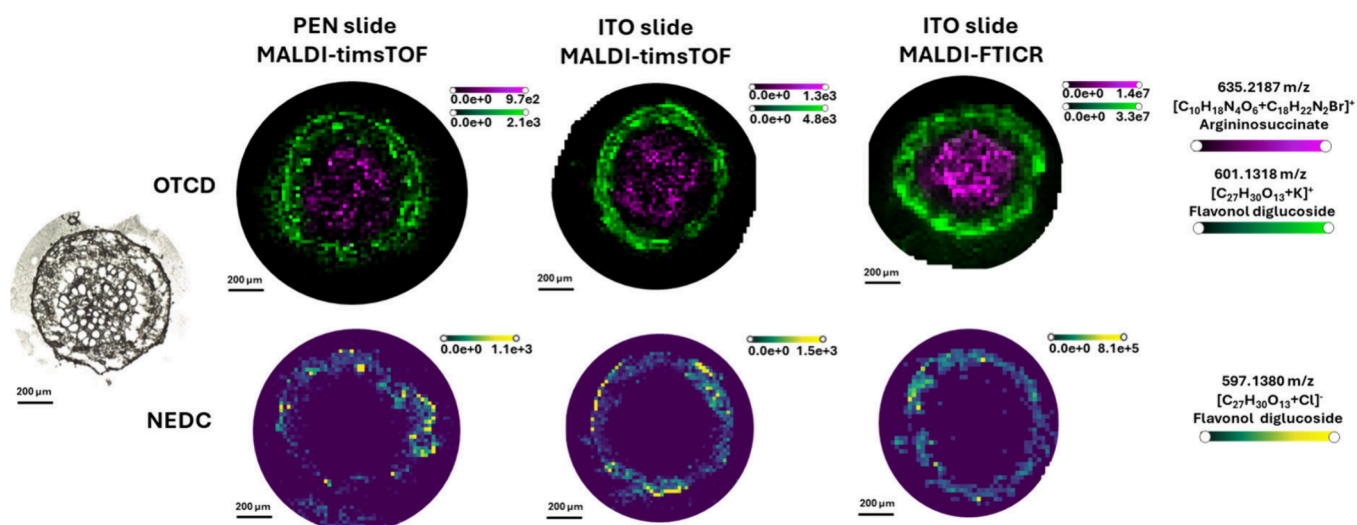 PEN slide
MALDI-timsTOF
ITO slide
MALDI-timsTOF
ITO slide
MALDI-FTICR
OTCD
0.0e+0 9.7e2
0.0e+0 2.1e3
0.0e+0 1.3e3
0.0e+0 4.8e3
0.0e+0 1.4e7
0.0e+0 3.3e7
635.2187 m/z
[C₁₀H₁₈N₄O₆+C₁₈H₂₂N₂Br]⁺
Argininosuccinate
601.1318 m/z
[C₂₇H₃₀O₁₃+K]⁺
Flavonol diglucoside
200 µm
200 µm
200 µm
200 µm
NEDC
0.0e+0 1.1e+3
0.0e+0 1.5e+3
0.0e+0 8.1e+5
597.1380 m/z
[C₂₇H₃₀O₁₃+Cl]⁻
Flavonol diglucoside
200 µm
200 µm
200 µm